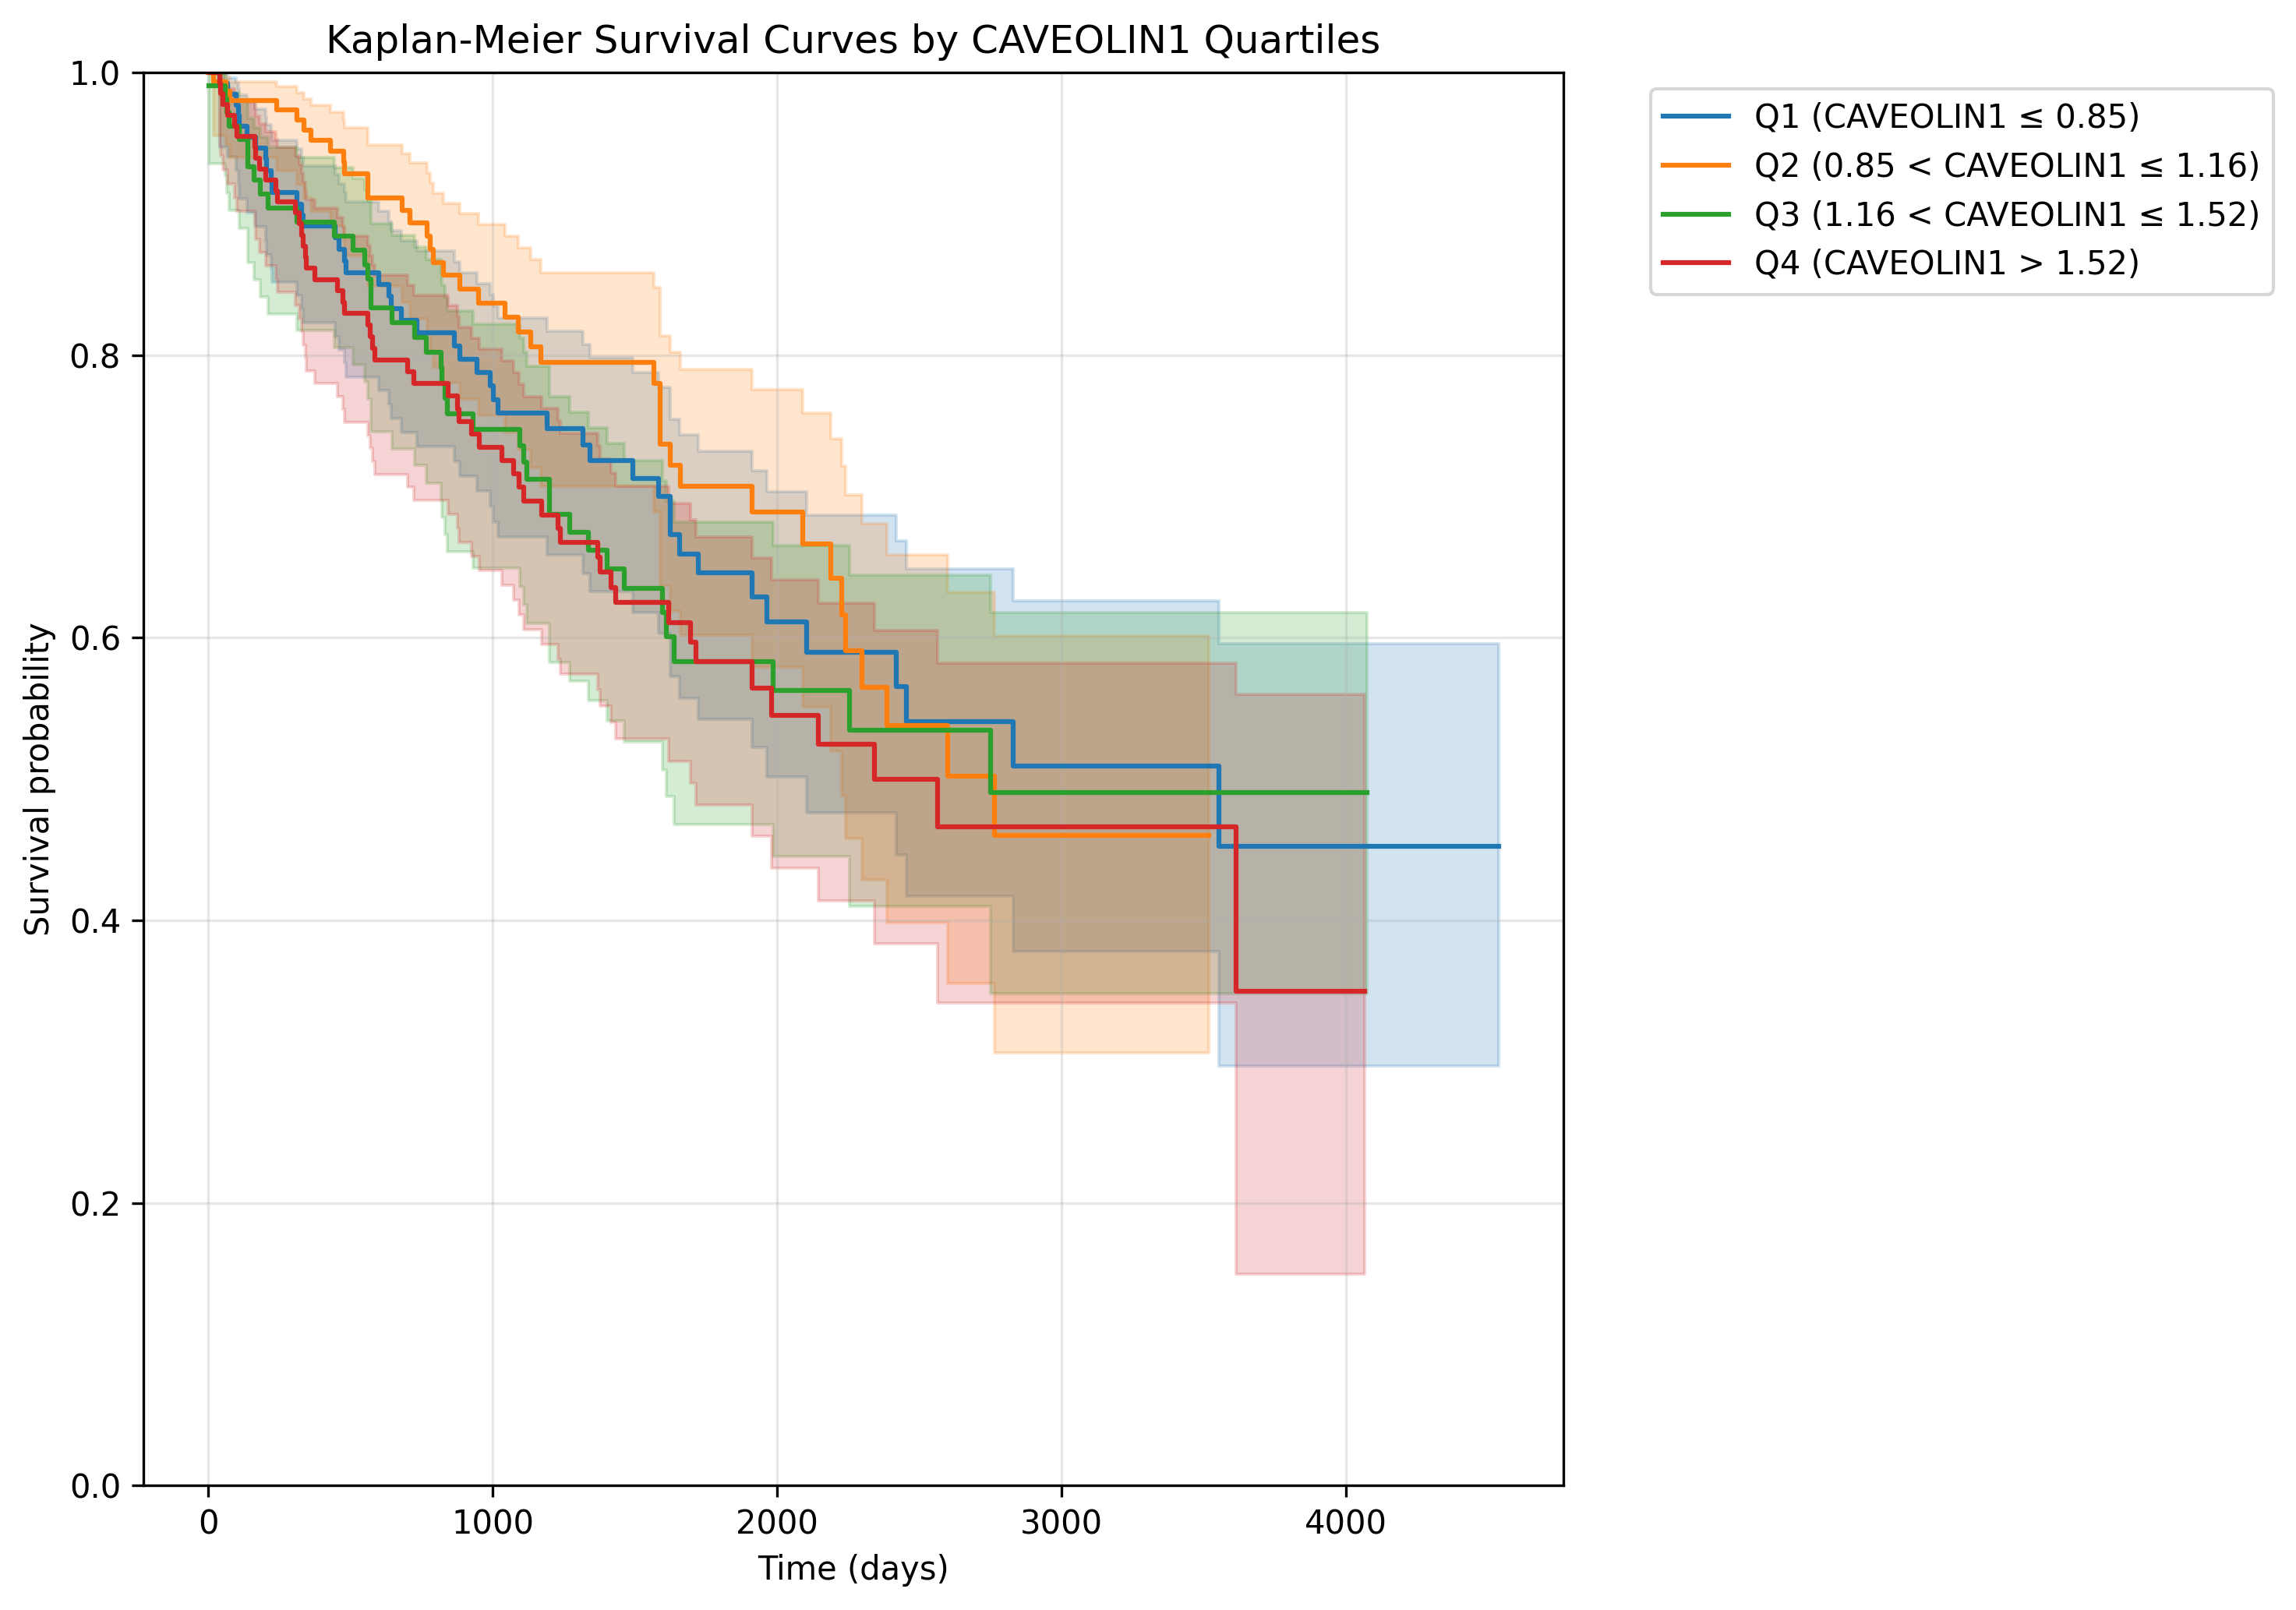 Kaplan-Meier Survival Curves by CAVEOLIN1 Quartiles
Q1 (CAVEOLIN1 ≤ 0.85)
Q2 (0.85 < CAVEOLIN1 ≤ 1.16)
Q3 (1.16 < CAVEOLIN1 ≤ 1.52)
Q4 (CAVEOLIN1 > 1.52)
Survival probability
1.0
0.8
0.6
0.4
0.2
0.0
0 1000 2000 3000 4000
Time (days)